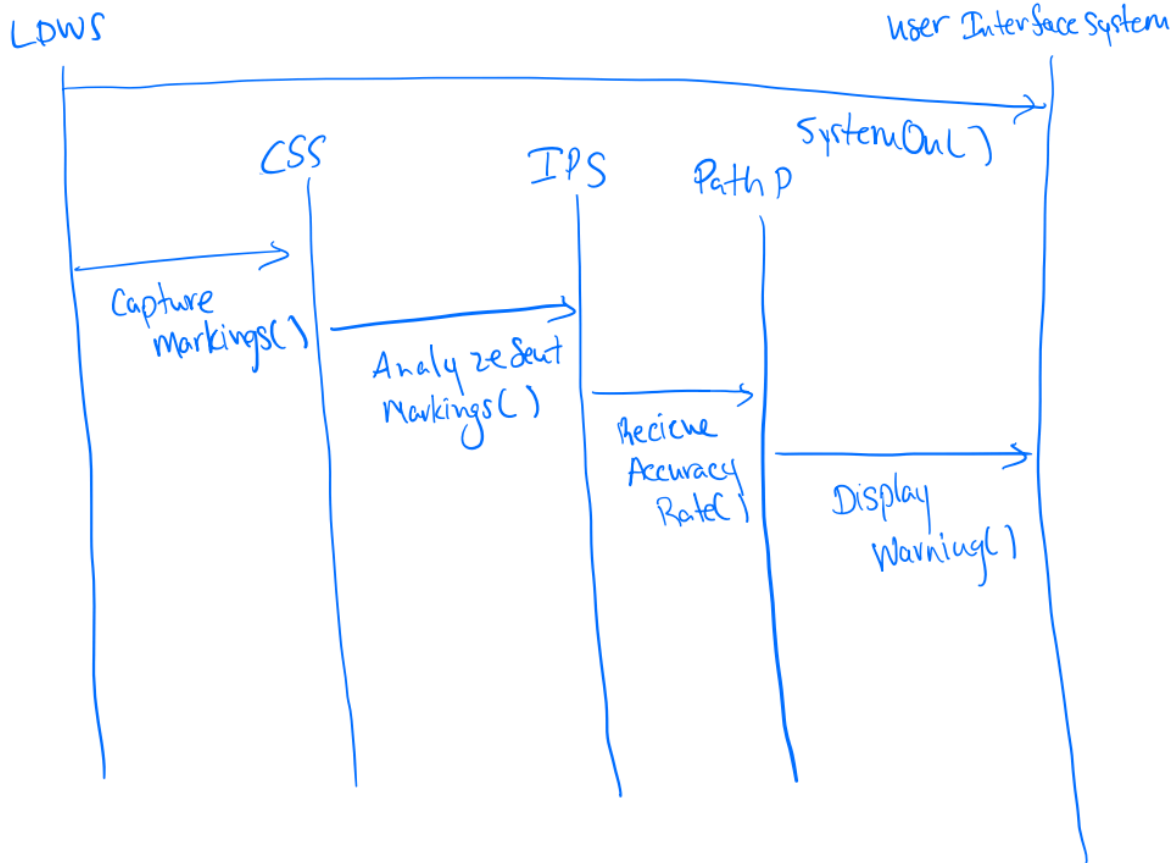 LDWS
User Interface System
SystemOn()
CSS
IPS
Path P
Capture
Markings()
Analyze Sent
Markings()
Recieve
Accuracy
Rate()
Display
Warning()